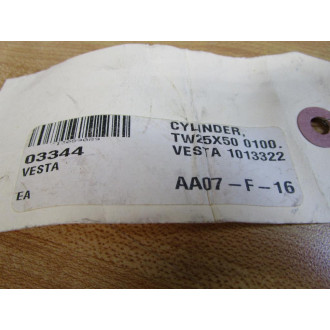 CYLINDER,
TW25X50 0100.
VESTA 1013322
03344
VESTA
EA
AA07-F-16